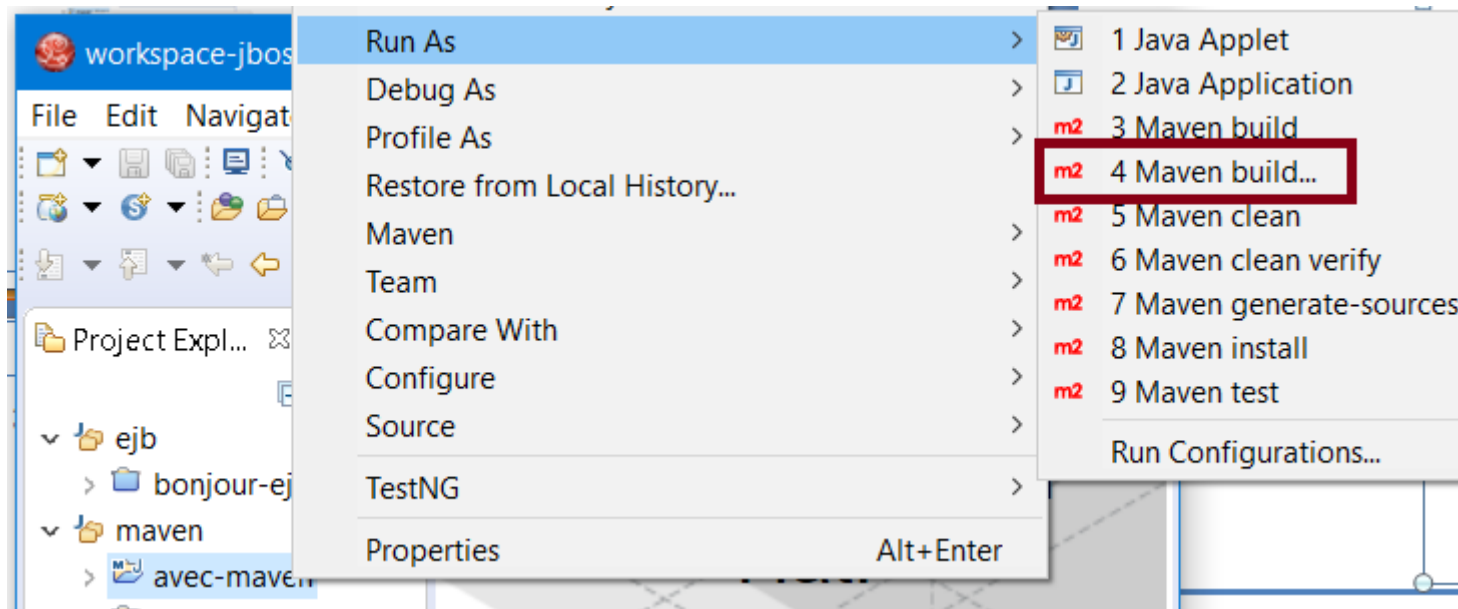 workspace-jbos
File Edit Navigat
Project Expl...
ejb
bonjour-ej
maven
avec-maven
Run As
Debug As
Profile As
Restore from Local History...
Maven
Team
Compare With
Configure
Source
TestNG
Properties Alt+Enter
1 Java Applet
2 Java Application
m2 3 Maven build
m2 4 Maven build...
m2 5 Maven clean
m2 6 Maven clean verify
m2 7 Maven generate-sources
m2 8 Maven install
m2 9 Maven test
Run Configurations...